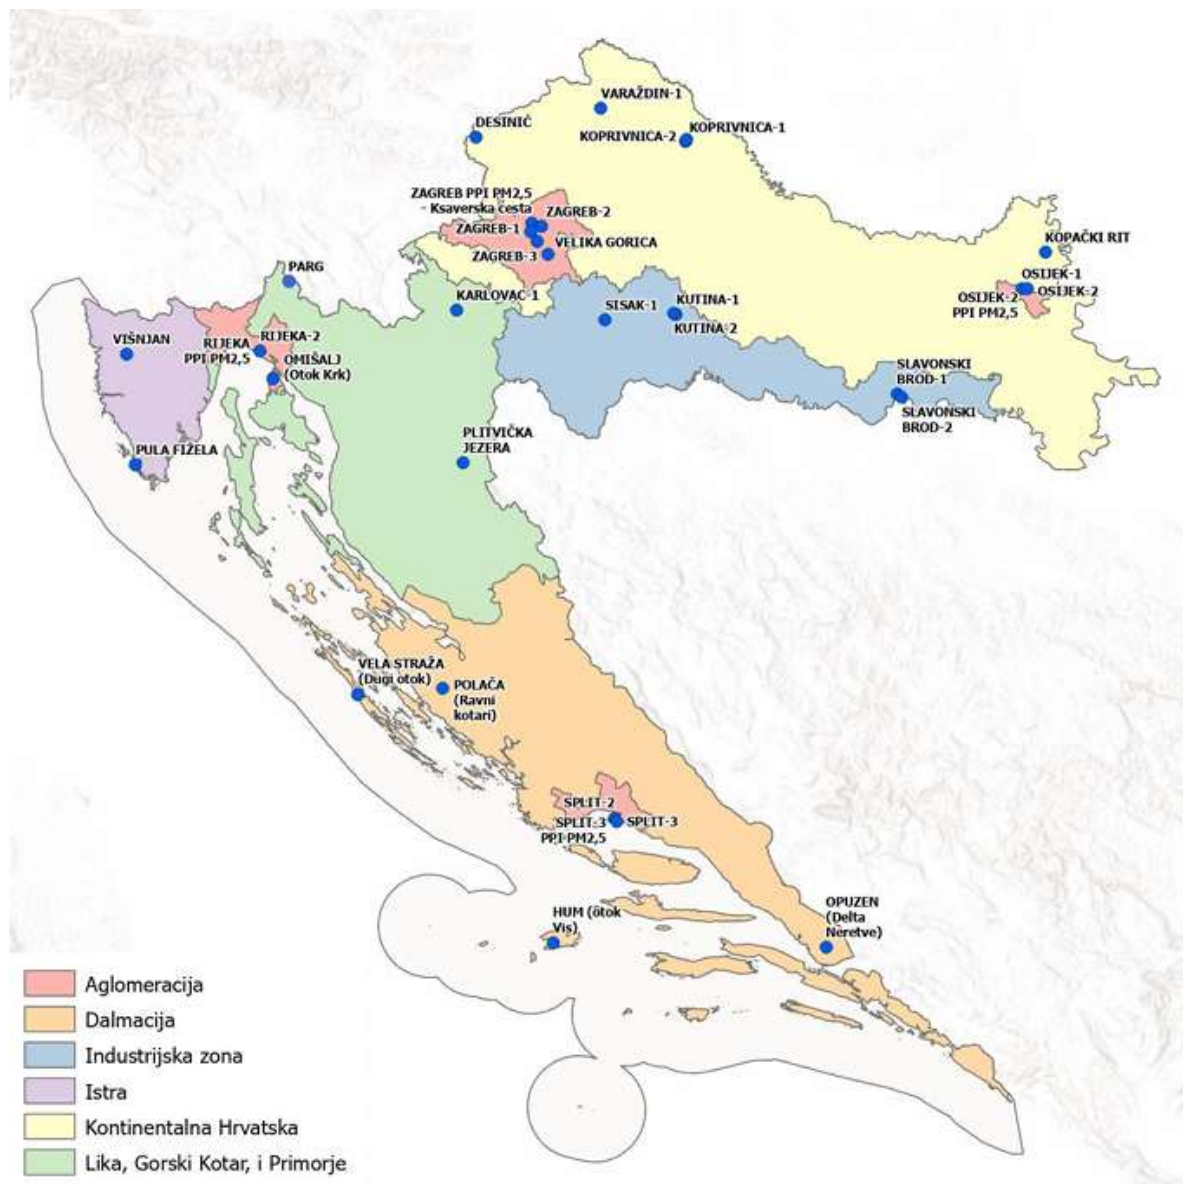 VARAŽDIN-1
DESINIĆ
KOPRIVNICA-1
KOPRIVNICA-2
ZAGREB PPI PM2,5
- Ksaverska cesta
ZAGREB-2
ZAGREB-1
VELIKA GORICA
ZAGREB-3
KOPAČKI RIT
PARG
OSIJEK-1
OSIJEK-2
OSIJEK-2
PPI PM2,5
KARLOVAC-1
SISAK-1
KUTINA-1
KUTINA-2
VIŠNJAN
RIJEKA-2
RIJEKA
PPI PM2,5
OMIŠALJ
(Otok Krk)
SLAVONSKI
BROD-1
SLAVONSKI
BROD-2
PULA FIŽELA
PLITVIČKA
JEZERA
VELA STRAŽA
(Dugi otok)
POLAČA
(Ravni
kotari)
SPLIT-2
SPLIT-3
PPI PM2,5
SPLIT-3
HUM (otok
Vis)
OPUZEN
(Delta
Neretve)
Aglomeracija
Dalmacija
Industrijska zona
Istra
Kontinentalna Hrvatska
Lika, Gorski Kotar, i Primorje